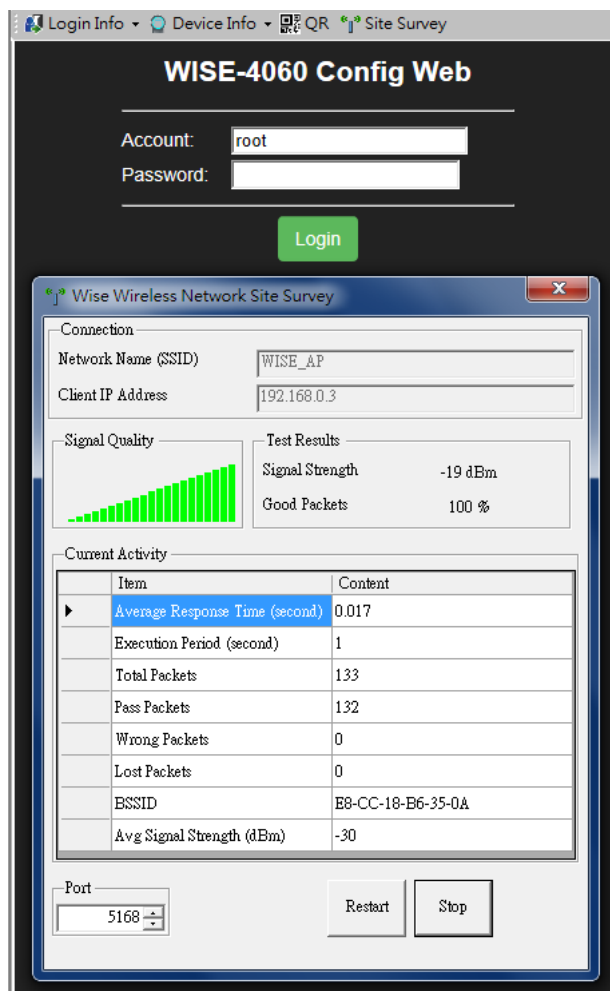 Login Info Device Info QR Site Survey
WISE-4060 Config Web
Account: root
Password:
Login
Wise Wireless Network Site Survey
Connection
Network Name (SSID) WISE_AP
Client IP Address 192.168.0.3
Signal Quality
Test Results
Signal Strength -19 dBm
Good Packets 100 %
Current Activity
Item Content
Average Response Time (second) 0.017
Execution Period (second) 1
Total Packets 133
Pass Packets 132
Wrong Packets 0
Lost Packets 0
BSSID E8-CC-18-B6-35-0A
Avg Signal Strength (dBm) -30
Port
5168
Restart Stop